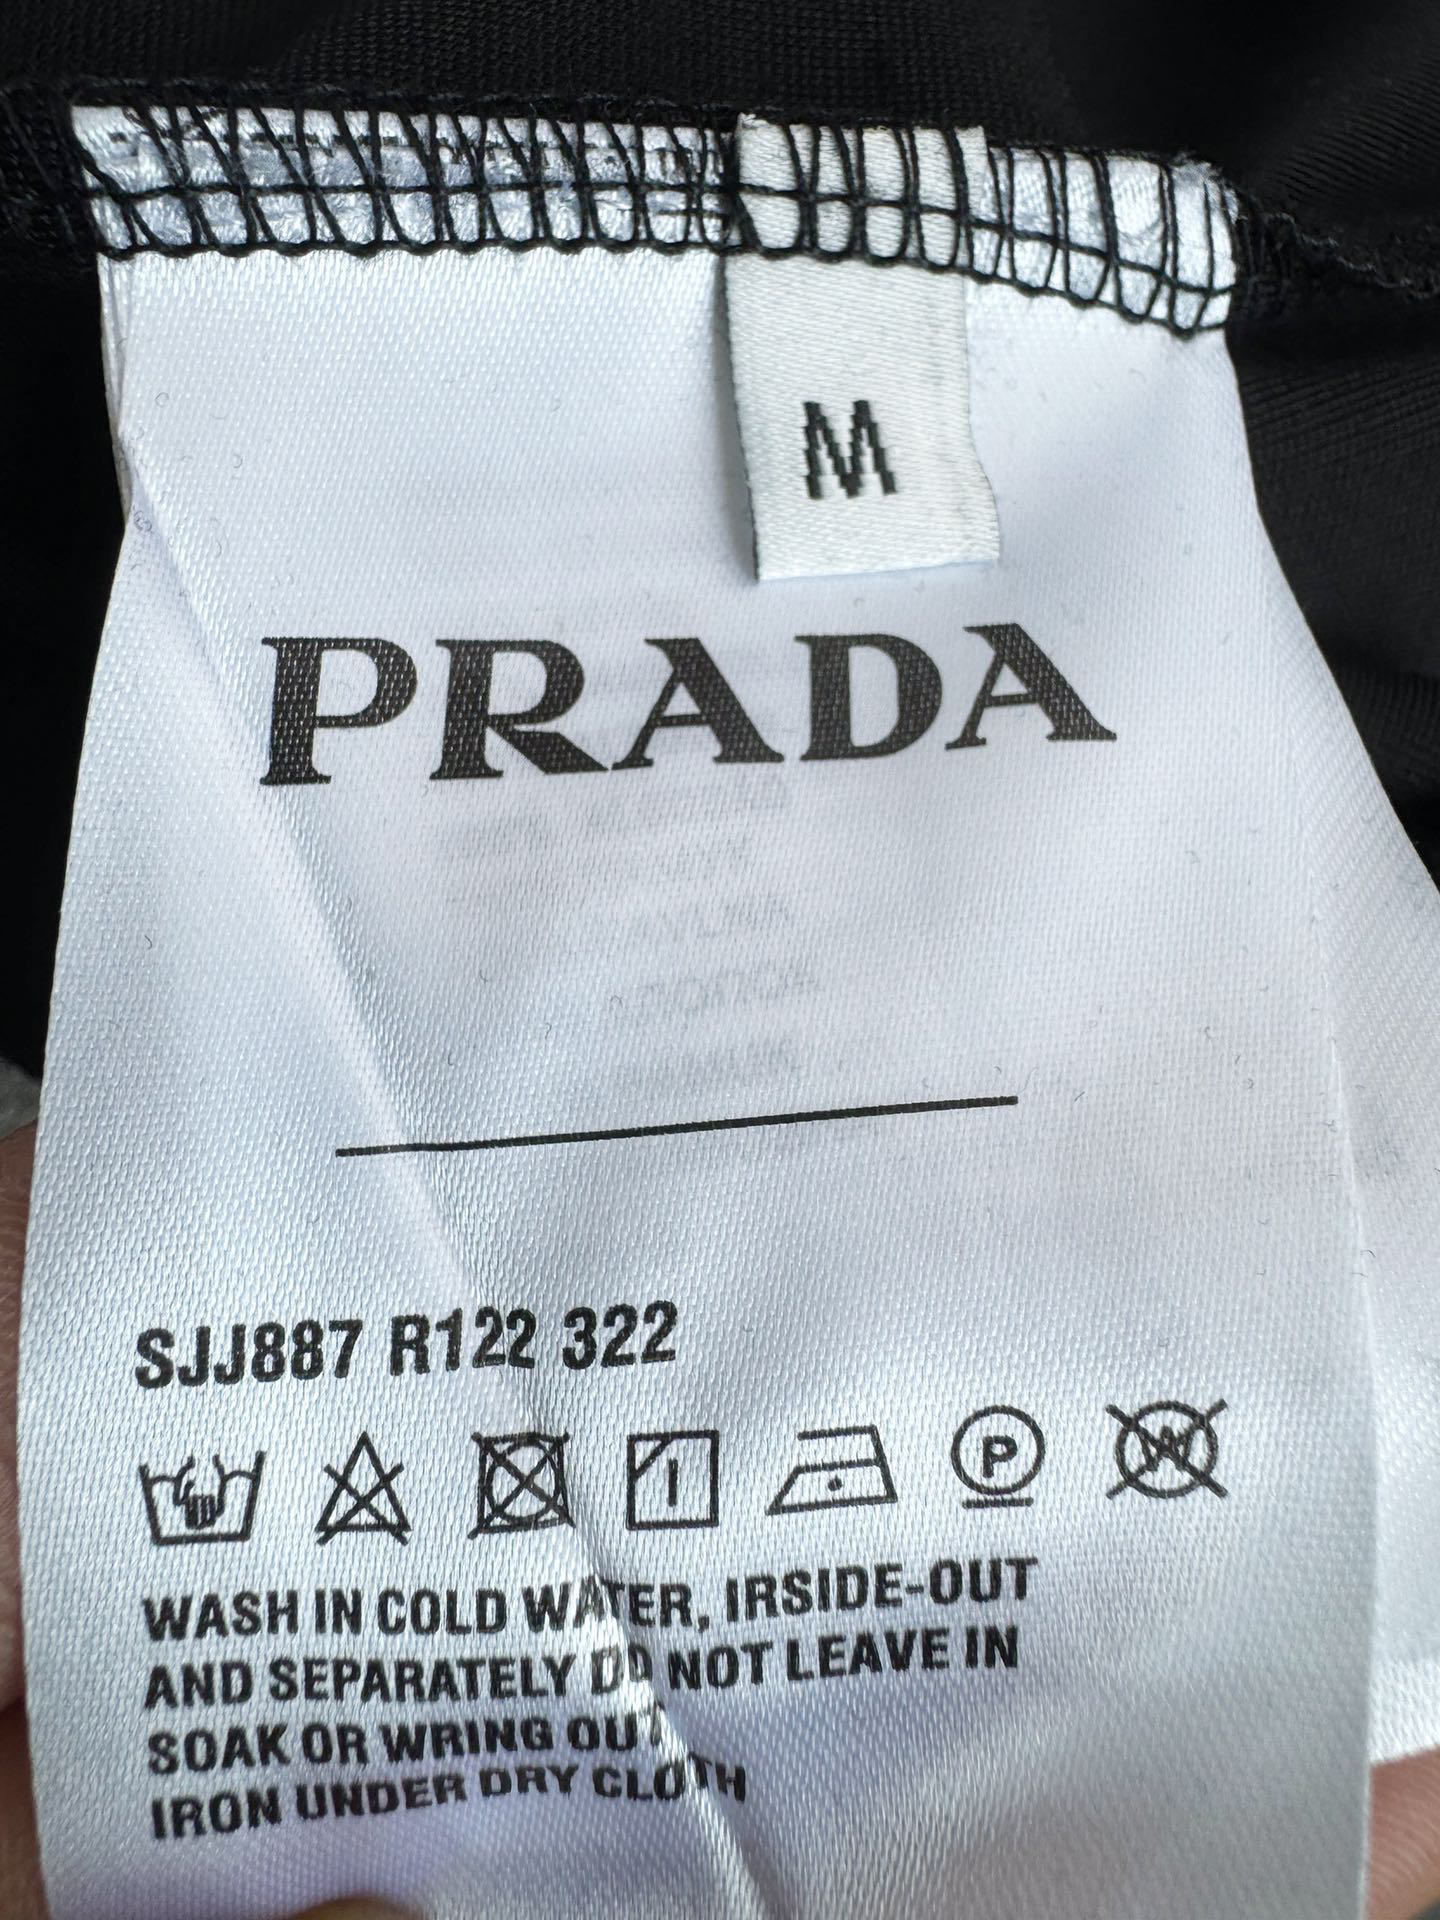 M
PRADA
SJJ887 R122 322
P W
WASH IN COLD WATER, IRSIDE-OUT
AND SEPARATELY DO NOT LEAVE IN
SOAK OR WRING OUT
IRON UNDER DRY CLOTH